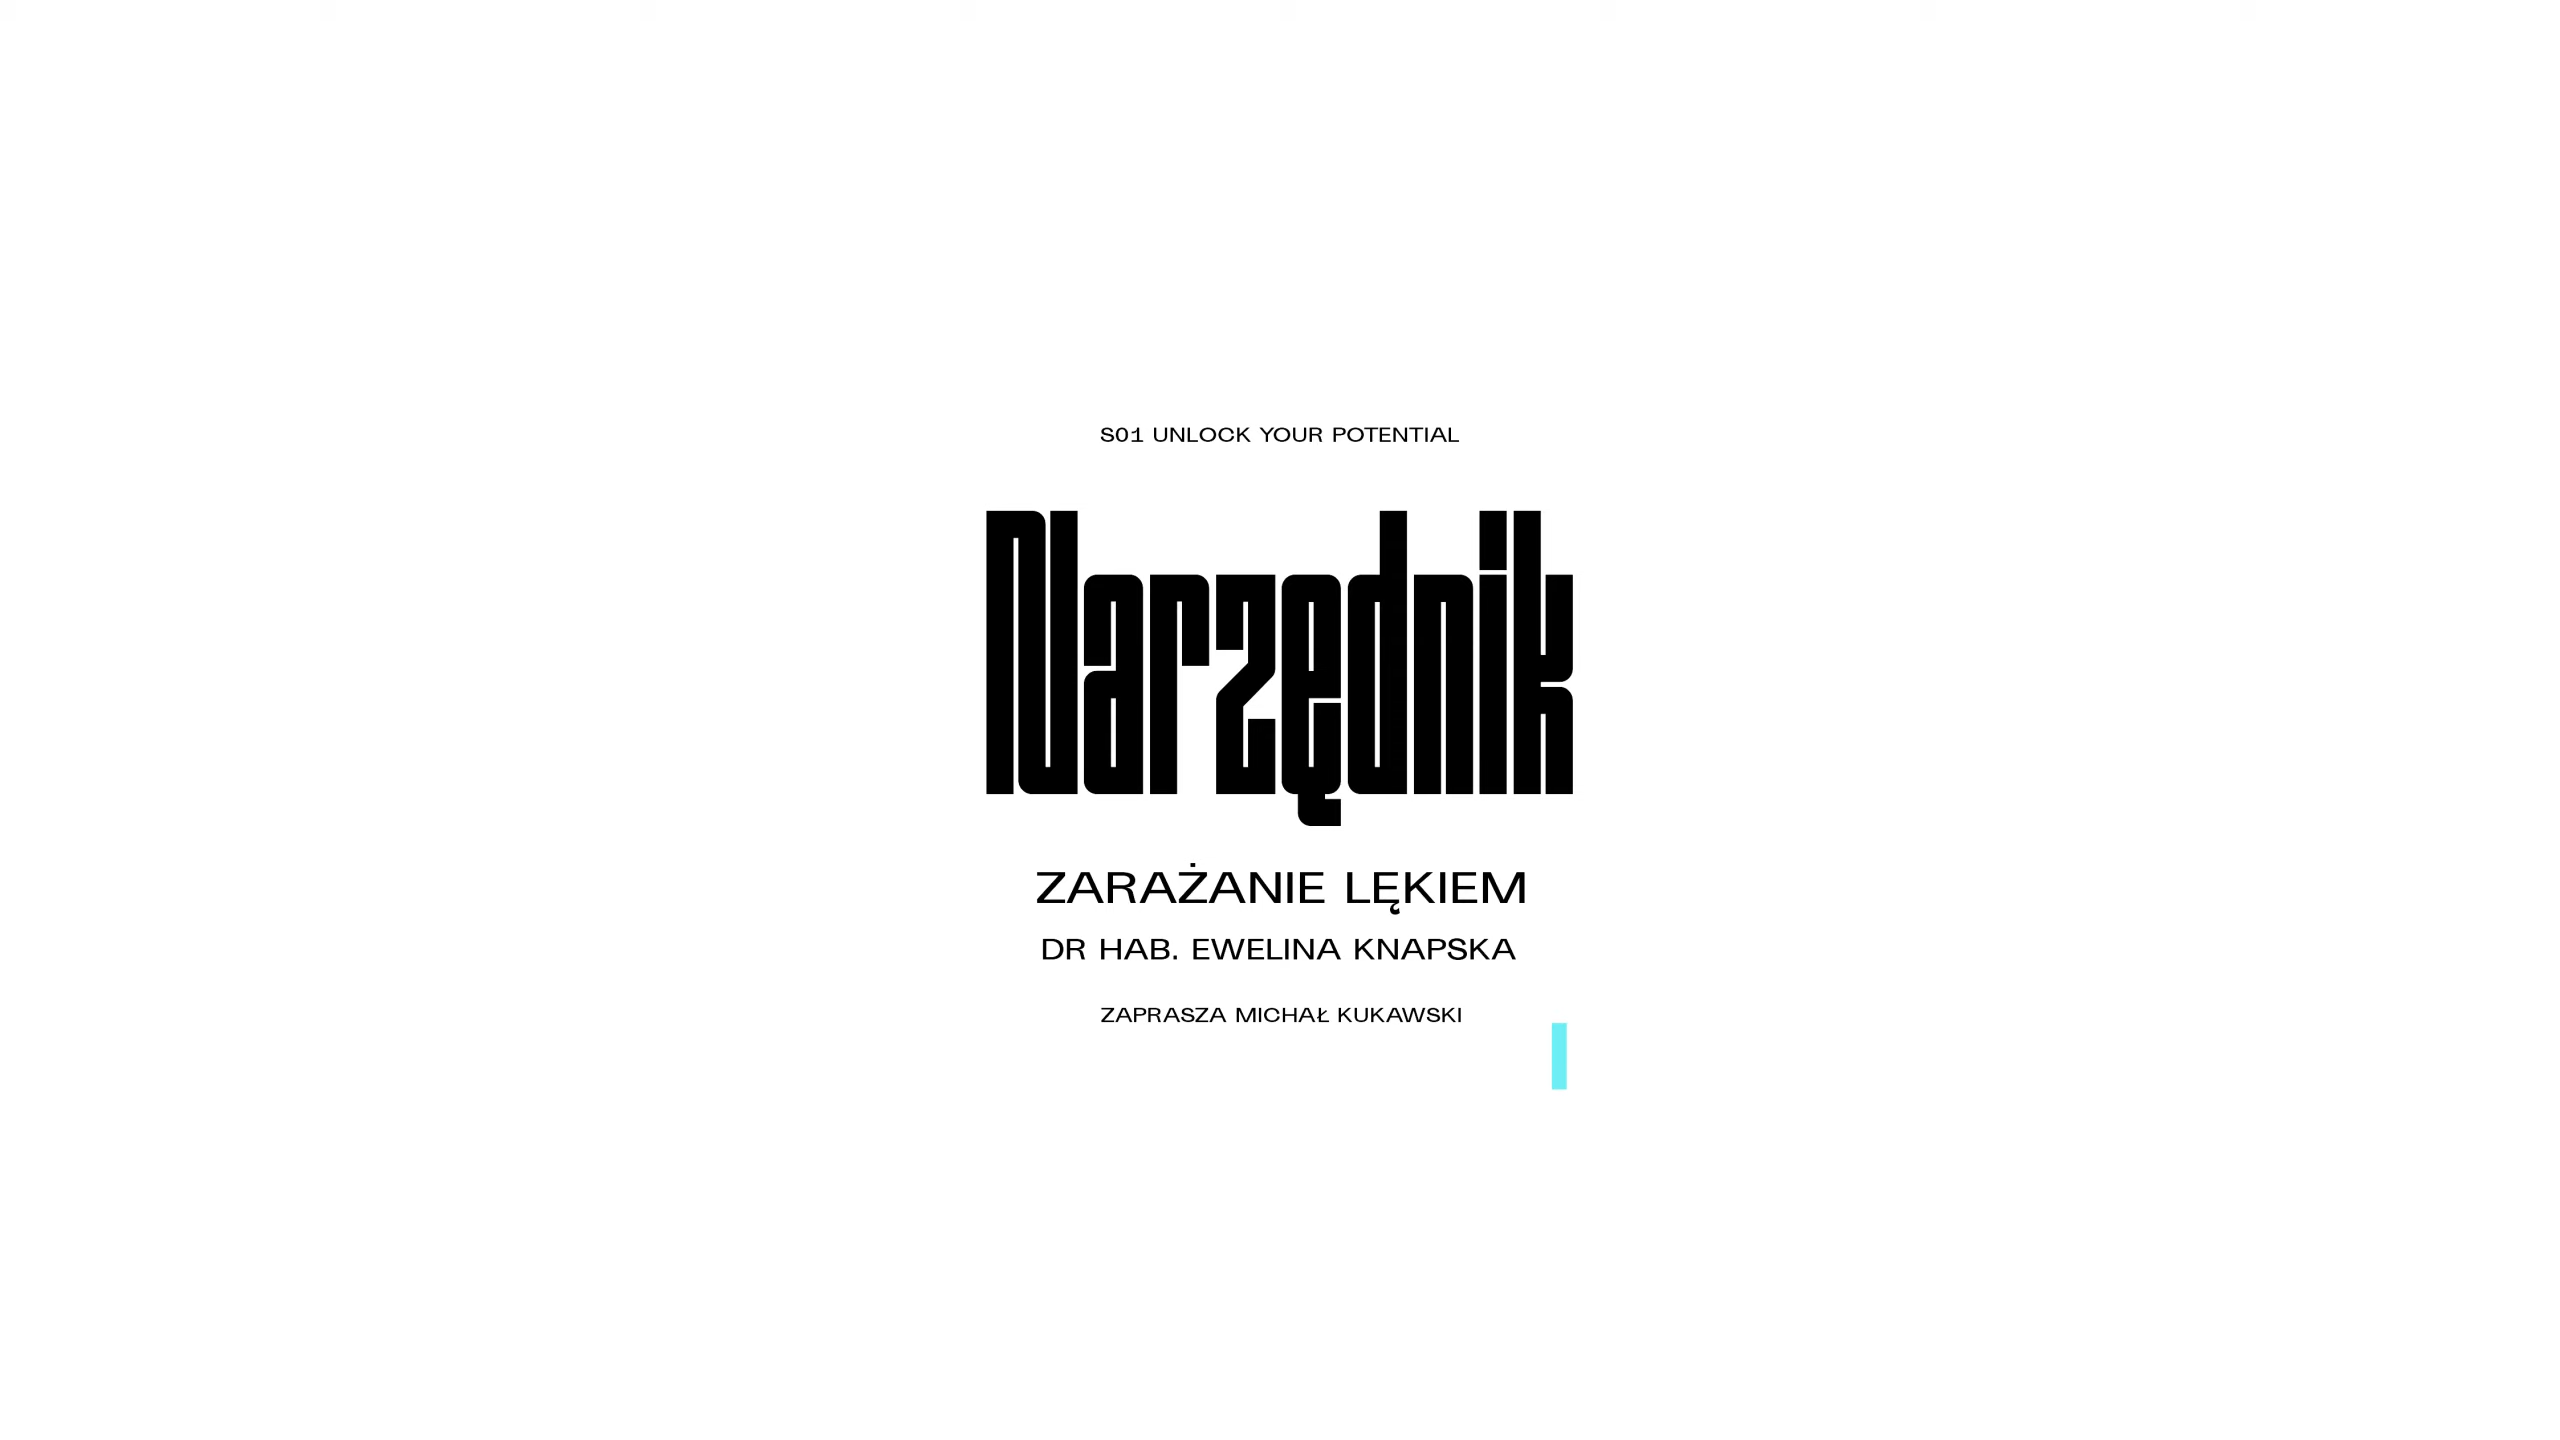 S01 UNLOCK YOUR POTENTIAL
Narzędnik
ZARAŻANIE LĘKIEM
DR HAB. EWELINA KNAPSKA
ZAPRASZA MICHAŁ KUKAWSKI